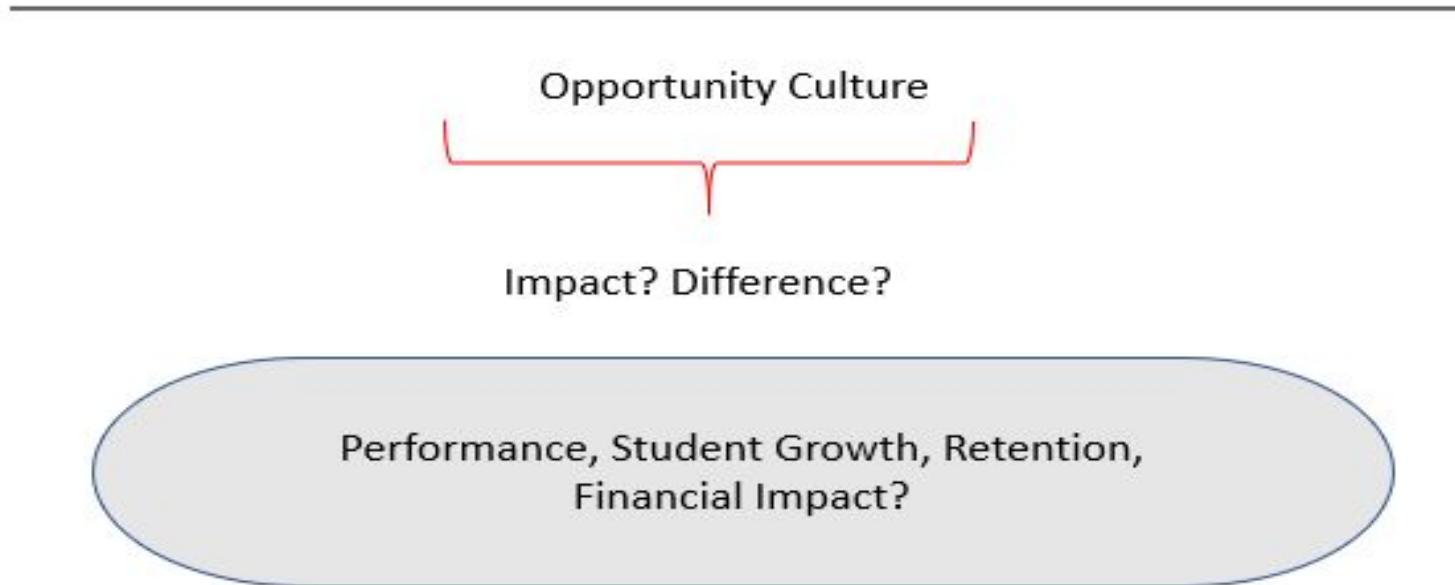 Opportunity Culture
Impact? Difference?
Performance, Student Growth, Retention,
Financial Impact?